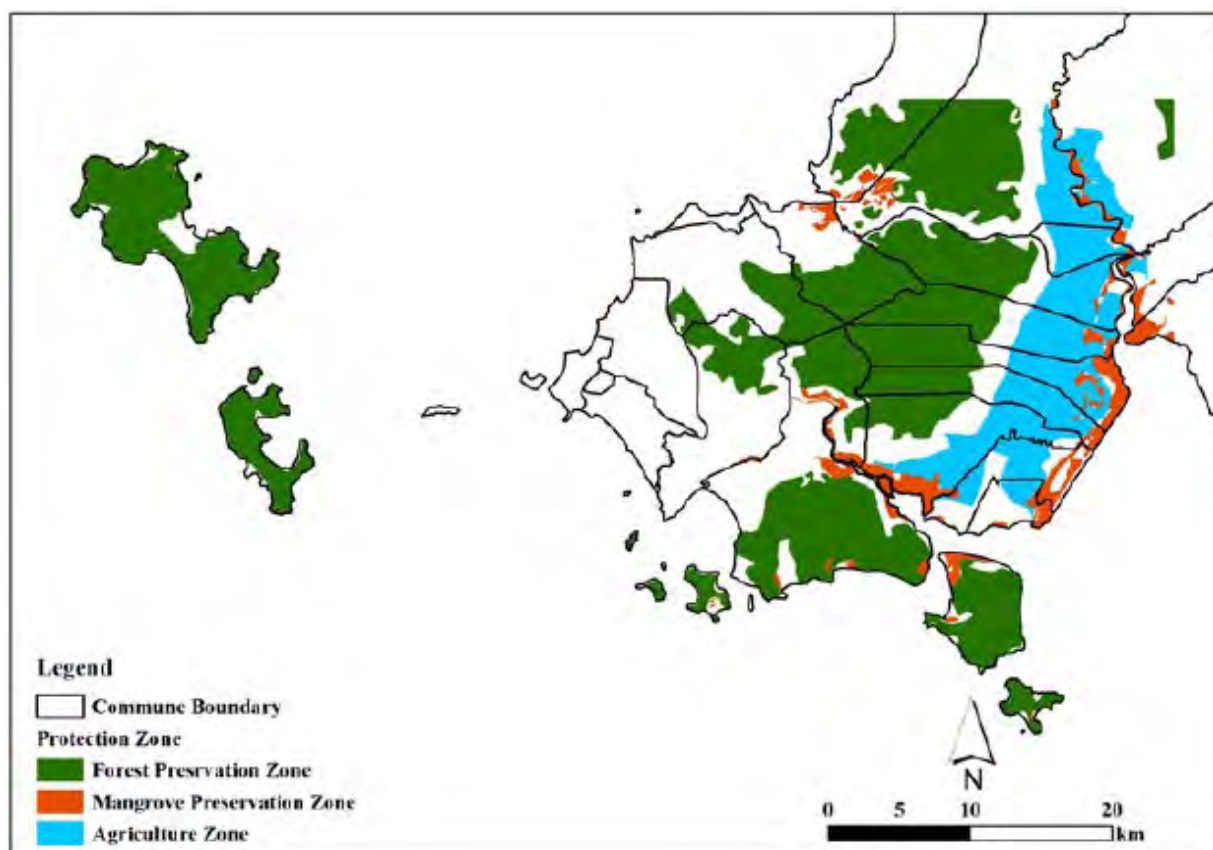 Legend
Commune Boundary
Protection Zone
Forest Presrvation Zone
Mangrove Preservation Zone
Agriculture Zone
N
0 5 10 20
km